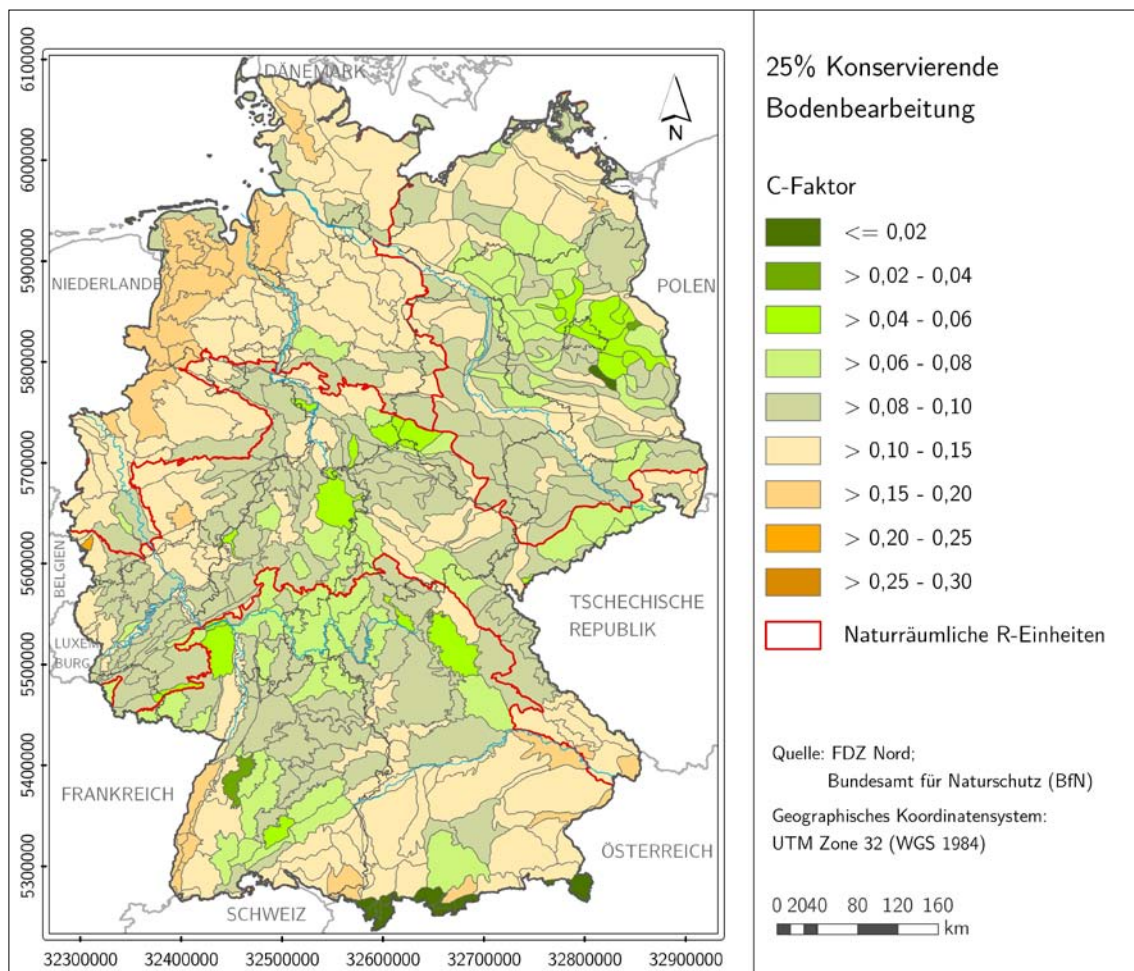 6100000
6000000
5900000
5800000
5700000
5600000
5500000
5400000
5300000
DÄNEMARK
N
NIEDERLANDE
POLEN
BELGIEN
LUXEM
BURG
TSCHECHISCHE
REPUBLIK
FRANKREICH
ÖSTERREICH
SCHWEIZ
32300000 32400000 32500000 32600000 32700000 32800000 32900000
25% Konservierende
Bodenbearbeitung
C-Faktor
<= 0,02
> 0,02 - 0,04
> 0,04 - 0,06
> 0,06 - 0,08
> 0,08 - 0,10
> 0,10 - 0,15
> 0,15 - 0,20
> 0,20 - 0,25
> 0,25 - 0,30
Naturräumliche R-Einheiten
Quelle: FDZ Nord;
Bundesamt für Naturschutz (BfN)
Geographisches Koordinatensystem:
UTM Zone 32 (WGS 1984)
0 2040 80 120 160
km